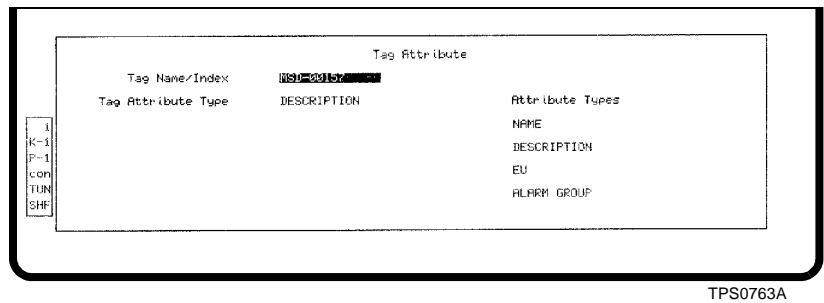 Tag Attribute
Tag Name/Index MSD-00157
Tag Attribute Type DESCRIPTION Attribute Types
NAME
DESCRIPTION
EU
ALARM GROUP
i
K-i
P-1
con
TUN
SHF
TPS0763A